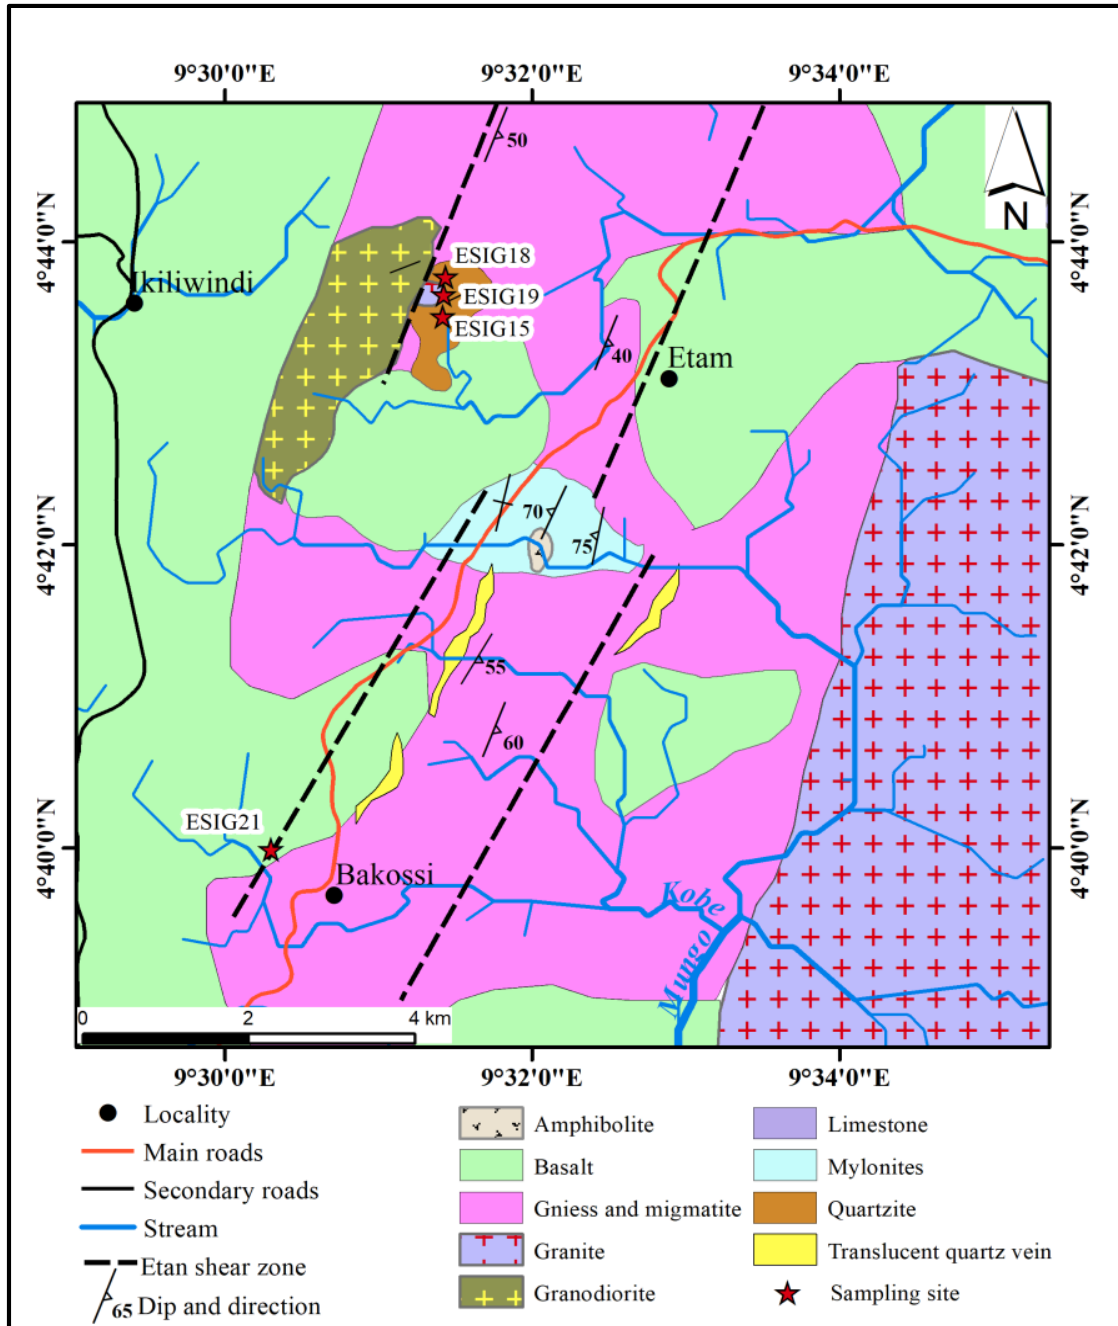 9°30'0"E 9°32'0"E 9°34'0"E
N
50
4°44'0"N 4°44'0"N
ESIG18
Ikiliwindi
ESIG19
ESIG15
40
Etam
70
75
4°42'0"N 4°42'0"N
55
60
ESIG21
4°40'0"N 4°40'0"N
Bakossi
Kobe
Mungo
0 2 4 km
9°30'0"E 9°32'0"E 9°34'0"E
Locality
Main roads
Secondary roads
Stream
Etan shear zone
65 Dip and direction
Amphibolite
Basalt
Gniess and migmatite
Granite
Granodiorite
Limestone
Mylonites
Quartzite
Translucent quartz vein
Sampling site